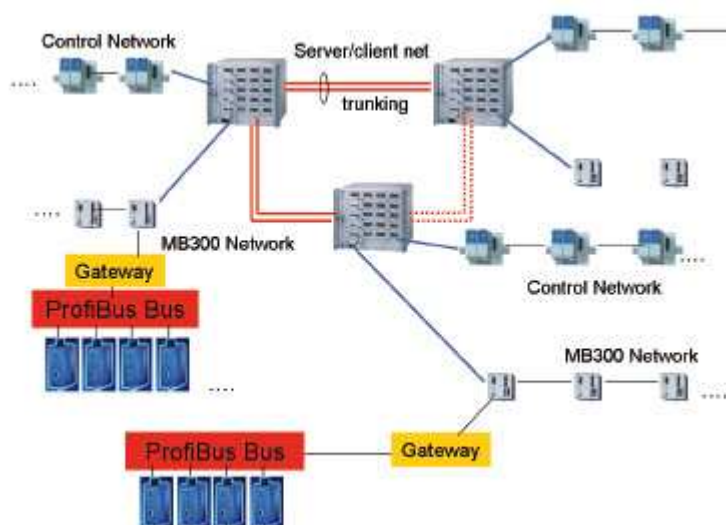 Control Network
Server/client net
trunking
....
....
MB300 Network
Gateway
ProfiBus Bus
....
Control Network
....
MB300 Network
....
ProfiBus Bus
Gateway